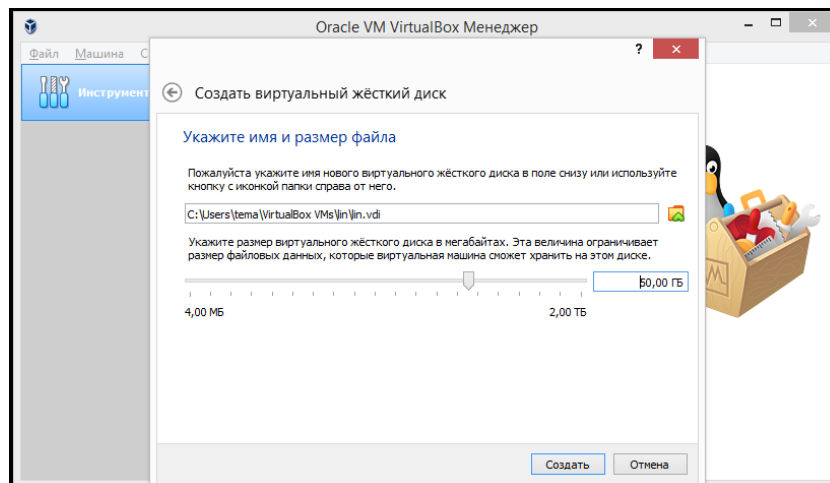 Oracle VM VirtualBox Менеджер
Файл Машина С
?
Инструмент
Создать виртуальный жёсткий диск
Укажите имя и размер файла
Пожалуйста укажите имя нового виртуального жёсткого диска в поле снизу или используйте
кнопку с иконкой папки справа от него.
C:\Users\tema\VirtualBox VMs\lin\lin.vdi
Укажите размер виртуального жёсткого диска в мегабайтах. Эта величина ограничивает
размер файловых данных, которые виртуальная машина сможет хранить на этом диске.
50,00 ГБ
4,00 МБ 2,00 ТБ
Создать Отмена